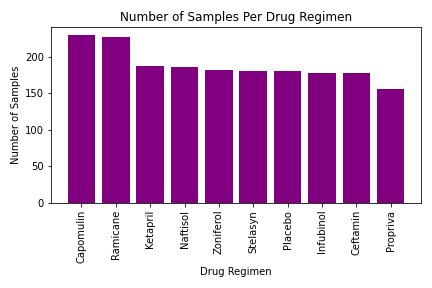 Number of Samples Per Drug Regimen
Number of Samples
200
150
100
50
0
Capomulin
Ramicane
Ketapril
Naftisol
Zoniferol
Stelasyn
Placebo
Infubinol
Ceftamin
Propriva
Drug Regimen